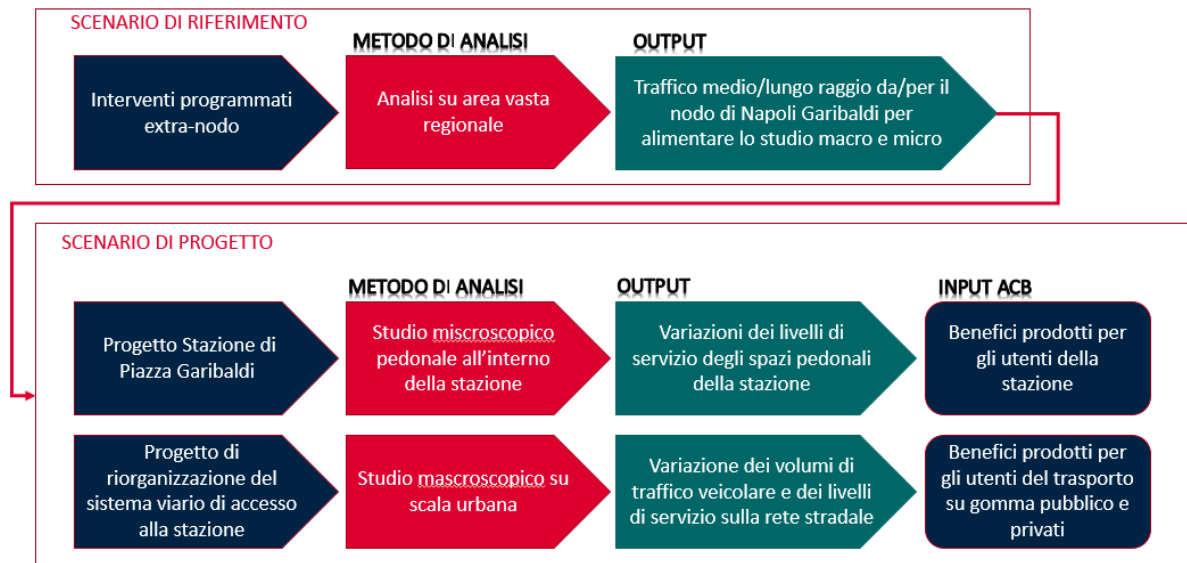 SCENARIO DI RIFERIMENTO
METODO DI ANALISI
OUTPUT
Interventi programmati
extra-nodo
Analisi su area vasta
regionale
Traffico medio/lungo raggio da/per il
nodo di Napoli Garibaldi per
alimentare lo studio macro e micro
SCENARIO DI PROGETTO
METODO DI ANALISI
OUTPUT
INPUT ACB
Progetto Stazione di
Piazza Garibaldi
Studio miscroscopico
pedonale all'interno
della stazione
Variazioni dei livelli di
servizio degli spazi pedonali
della stazione
Benefici prodotti per
gli utenti della
stazione
Progetto di
riorganizzazione del
sistema viario di accesso
alla stazione
Studio mascroscopico su
scala urbana
Variazione dei volumi di
traffico veicolare e dei livelli
di servizio sulla rete stradale
Benefici prodotti per
gli utenti del trasporto
su gomma pubblico e
privati